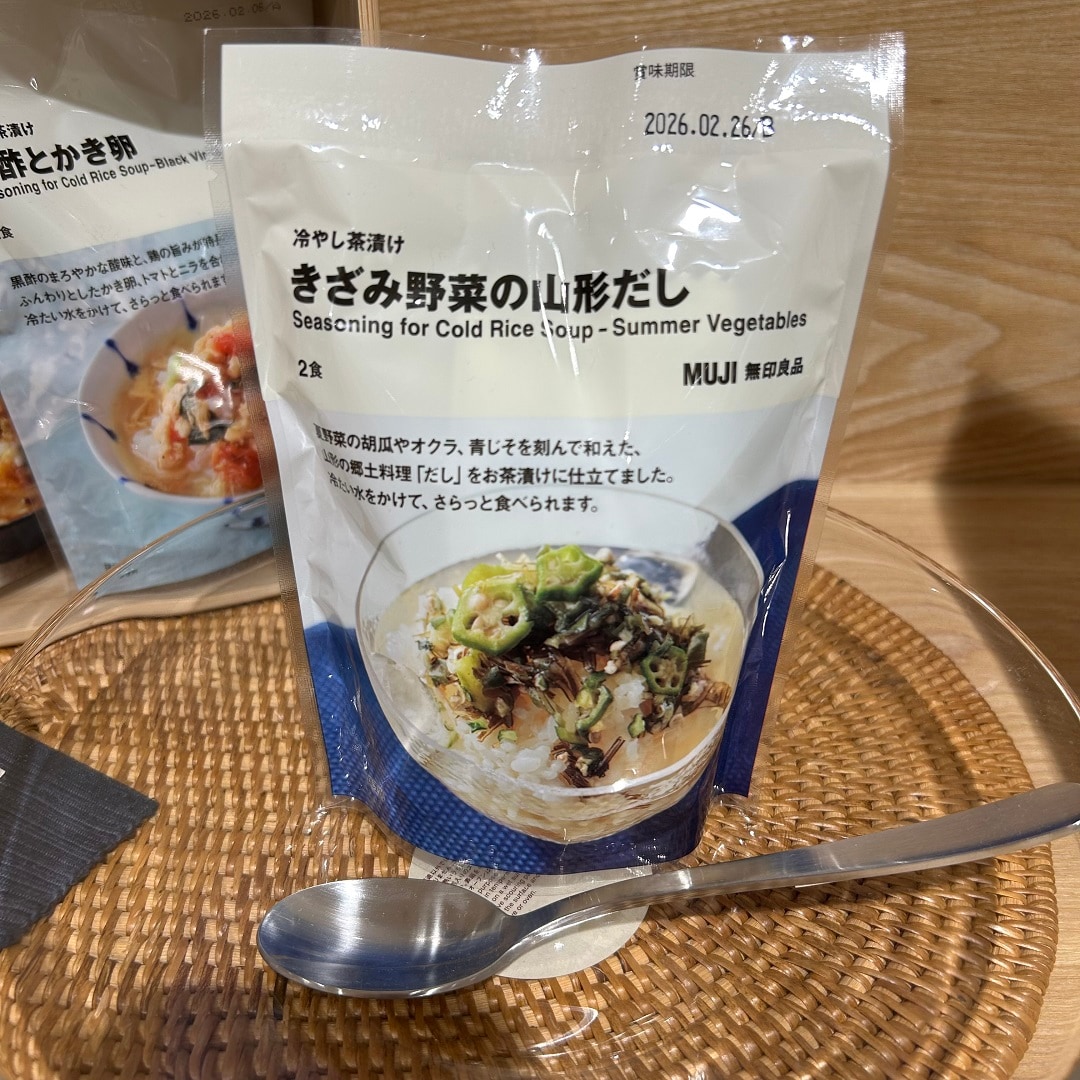 賞味期限
2026.02.26/B
冷やし茶漬け
きざみ野菜の山形だし
Seasoning for Cold Rice Soup - Summer Vegetables
2食
MUJI 無印良品
夏野菜の胡瓜やオクラ、青じそを刻んで和えた、
山形の郷土料理「だし」をお茶漬けに仕立てました。
冷たい水をかけて、さらっと食べられます。
2026.02.
茶漬け
酢とかき卵
soning for Cold Rice Soup-Black Vin
食
黒酢のまろやかな酸味と、鶏の旨みが特
ふんわりとしたかき卵、トマトとニラを合
冷たい水をかけて、さらっと食べられます